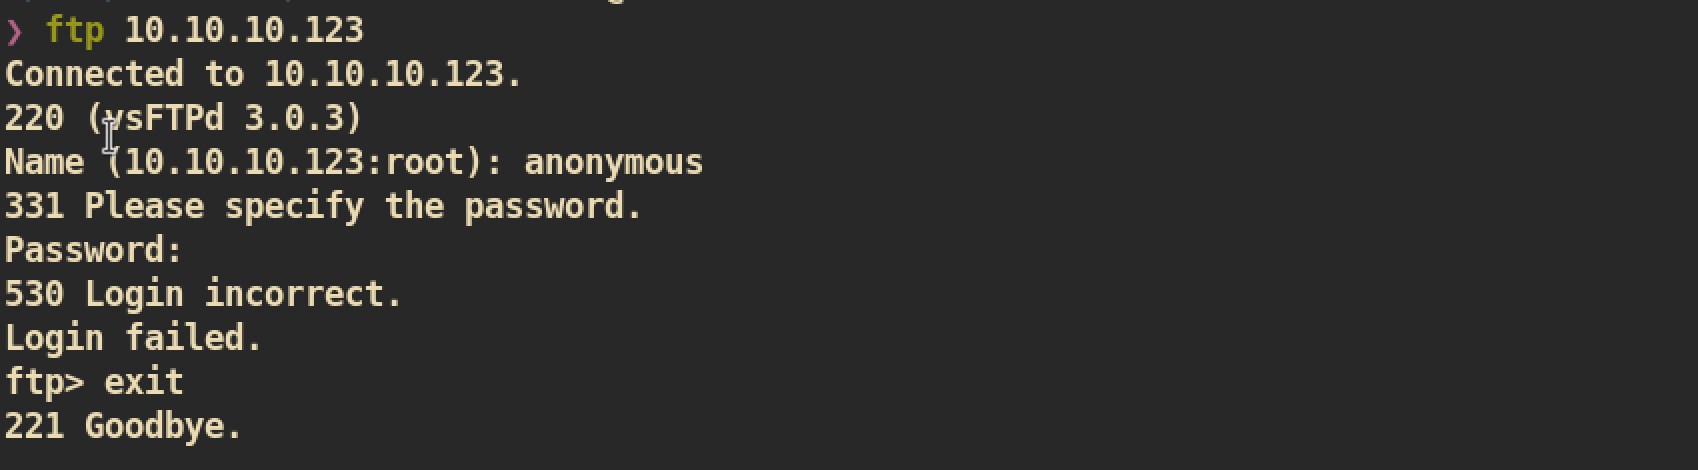 ❯ ftp 10.10.10.123
Connected to 10.10.10.123.
220 (vsFTPd 3.0.3)
Name (10.10.10.123:root): anonymous
331 Please specify the password.
Password:
530 Login incorrect.
Login failed.
ftp> exit
221 Goodbye.